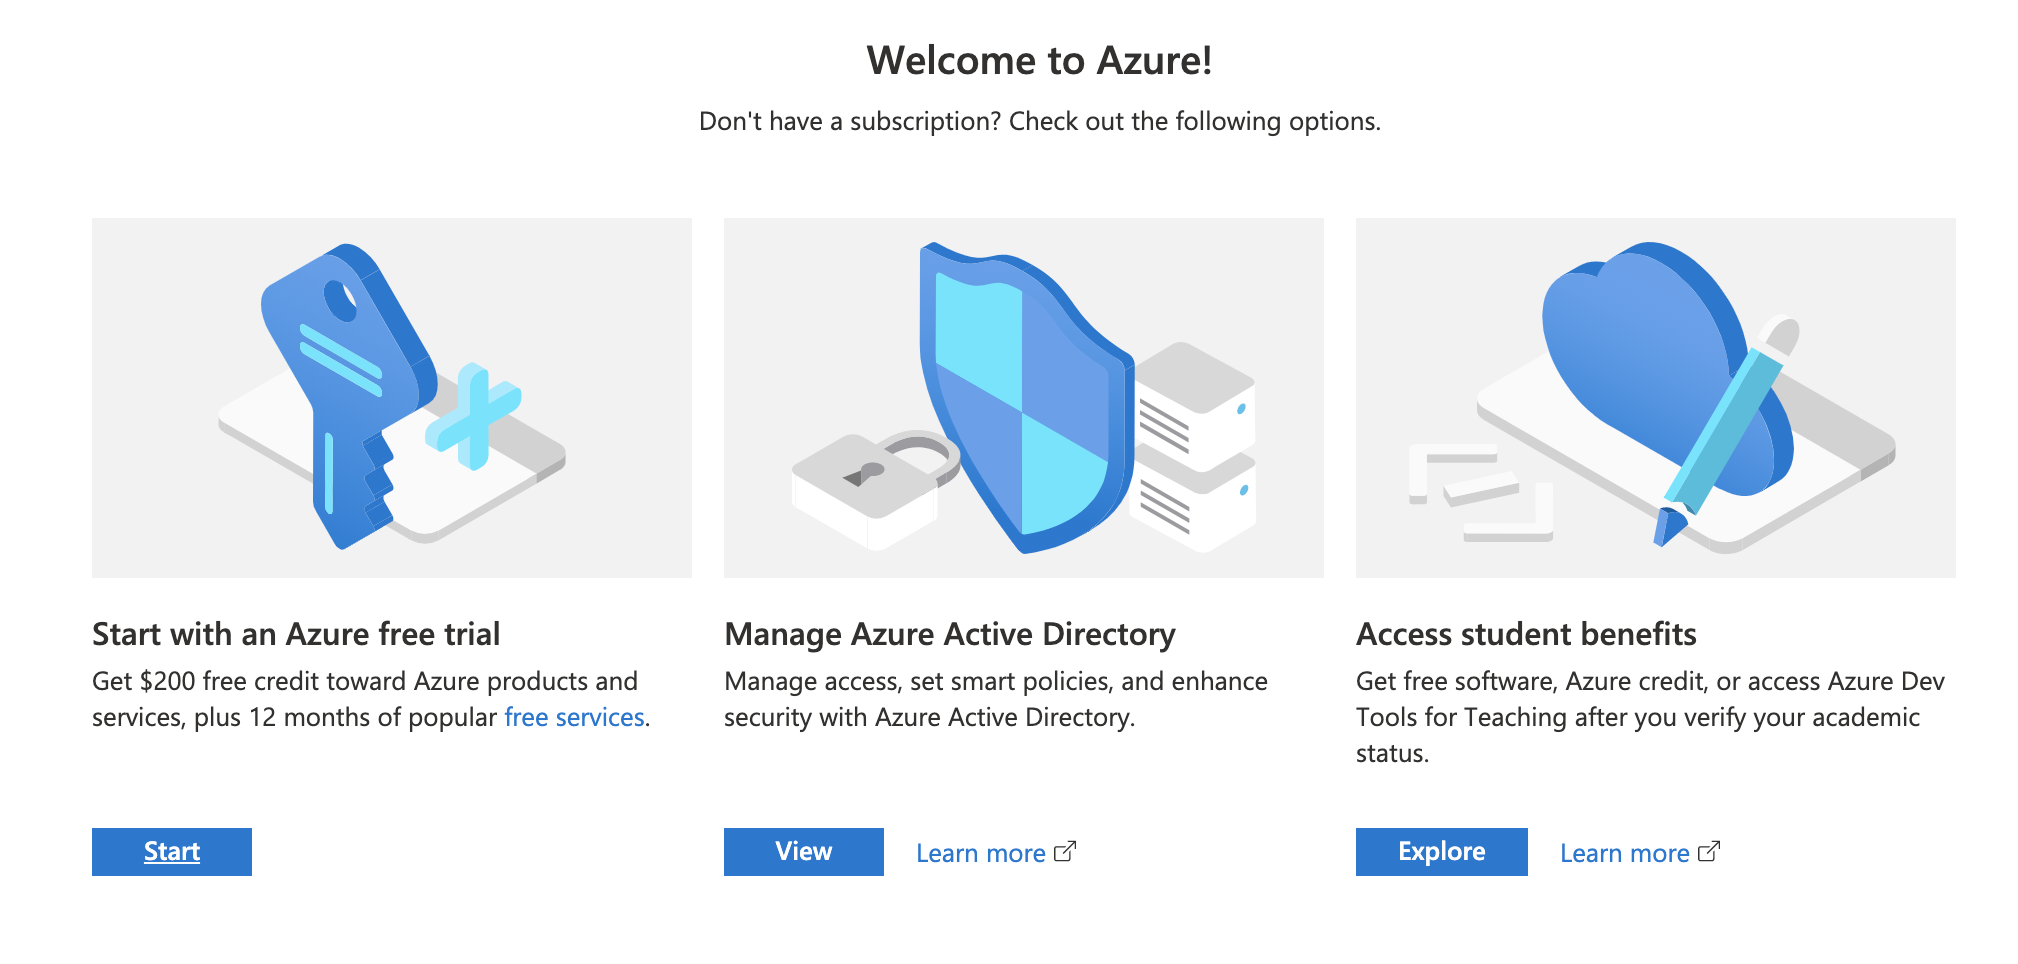 Welcome to Azure!
Don't have a subscription? Check out the following options.
Start with an Azure free trial
Get $200 free credit toward Azure products and
services, plus 12 months of popular free services.
Start
Manage Azure Active Directory
Manage access, set smart policies, and enhance
security with Azure Active Directory.
View
Learn more
Access student benefits
Get free software, Azure credit, or access Azure Dev
Tools for Teaching after you verify your academic
status.
Explore
Learn more